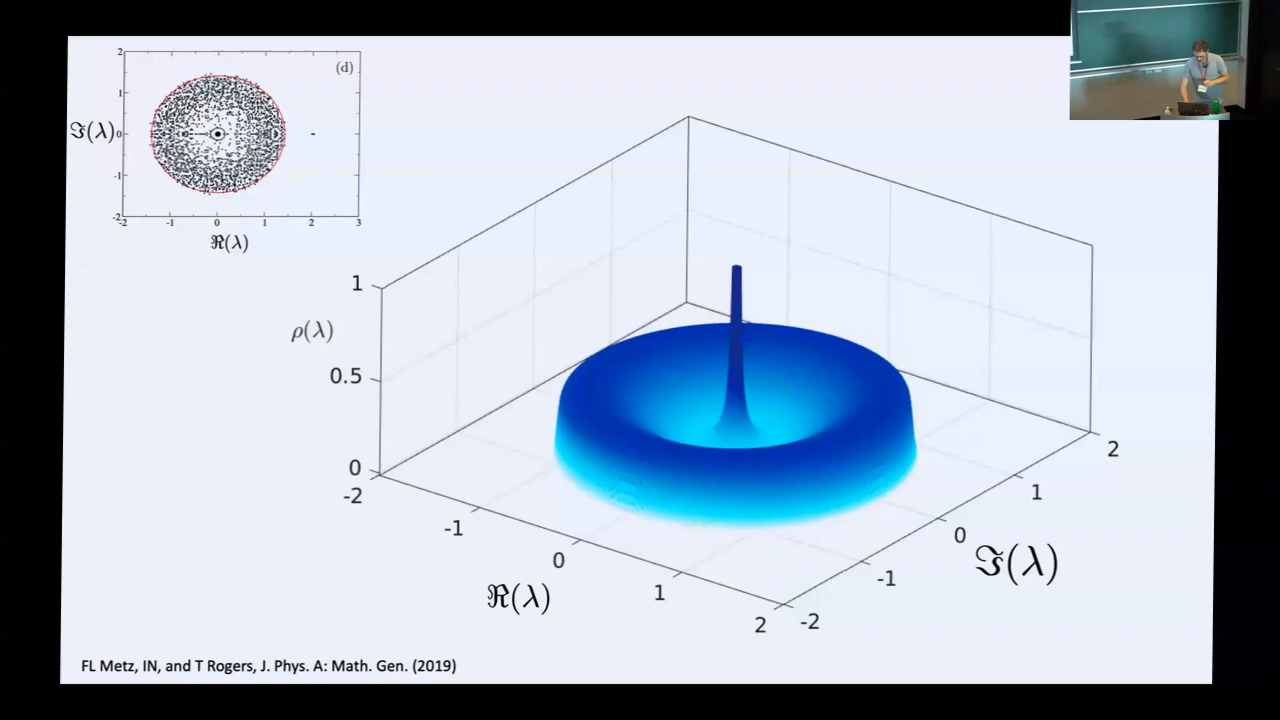 2
(d)
1
ℑ(λ) 0
-1
-2
-2 -1 0 1 2 3
ℜ(λ)
1
ρ(λ)
0.5
0
-2
-1
0
1
2
ℜ(λ)
-2
-1
0
1
2
ℑ(λ)
FL Metz, IN, and T Rogers, J. Phys. A: Math. Gen. (2019)